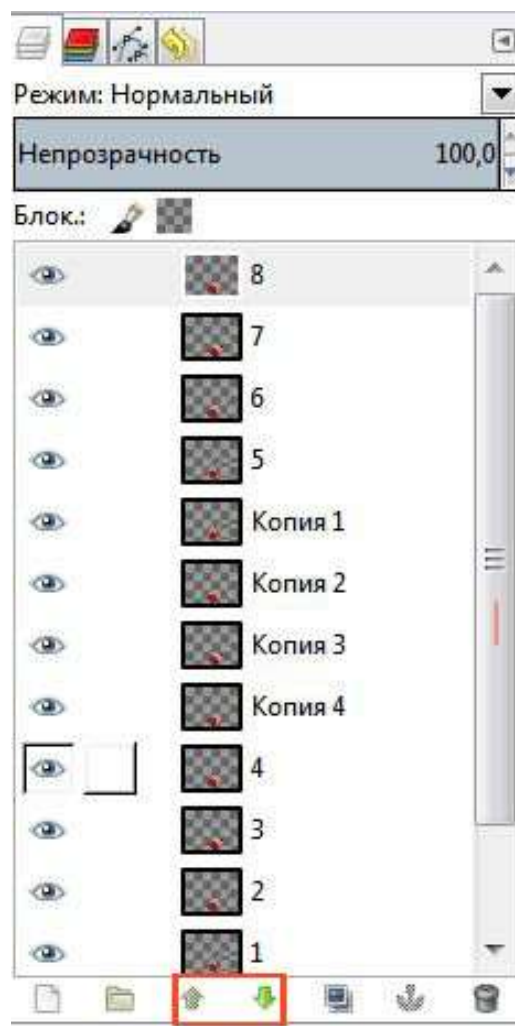 Режим: Нормальный
Непрозрачность 100,0
Блок.:
8
7
6
5
Копия 1
Копия 2
Копия 3
Копия 4
4
3
2
1